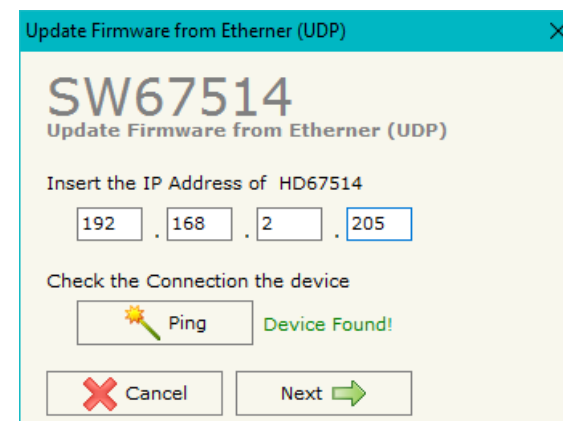 Update Firmware from Etherner (UDP)
SW67514
Update Firmware from Etherner (UDP)
Insert the IP Address of HD67514
192 . 168 . 2 . 205
Check the Connection the device
Ping Device Found!
Cancel Next